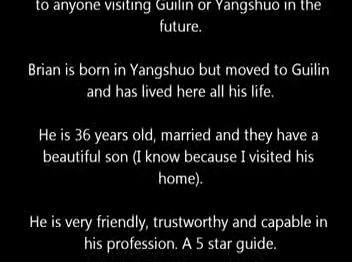 to anyone visiting Guilin or Yangshuo in the
future.
Brian is born in Yangshuo but moved to Guilin
and has lived here all his life.
He is 36 years old, married and they have a
beautiful son (I know because I visited his
home).
He is very friendly, trustworthy and capable in
his profession. A 5 star guide.